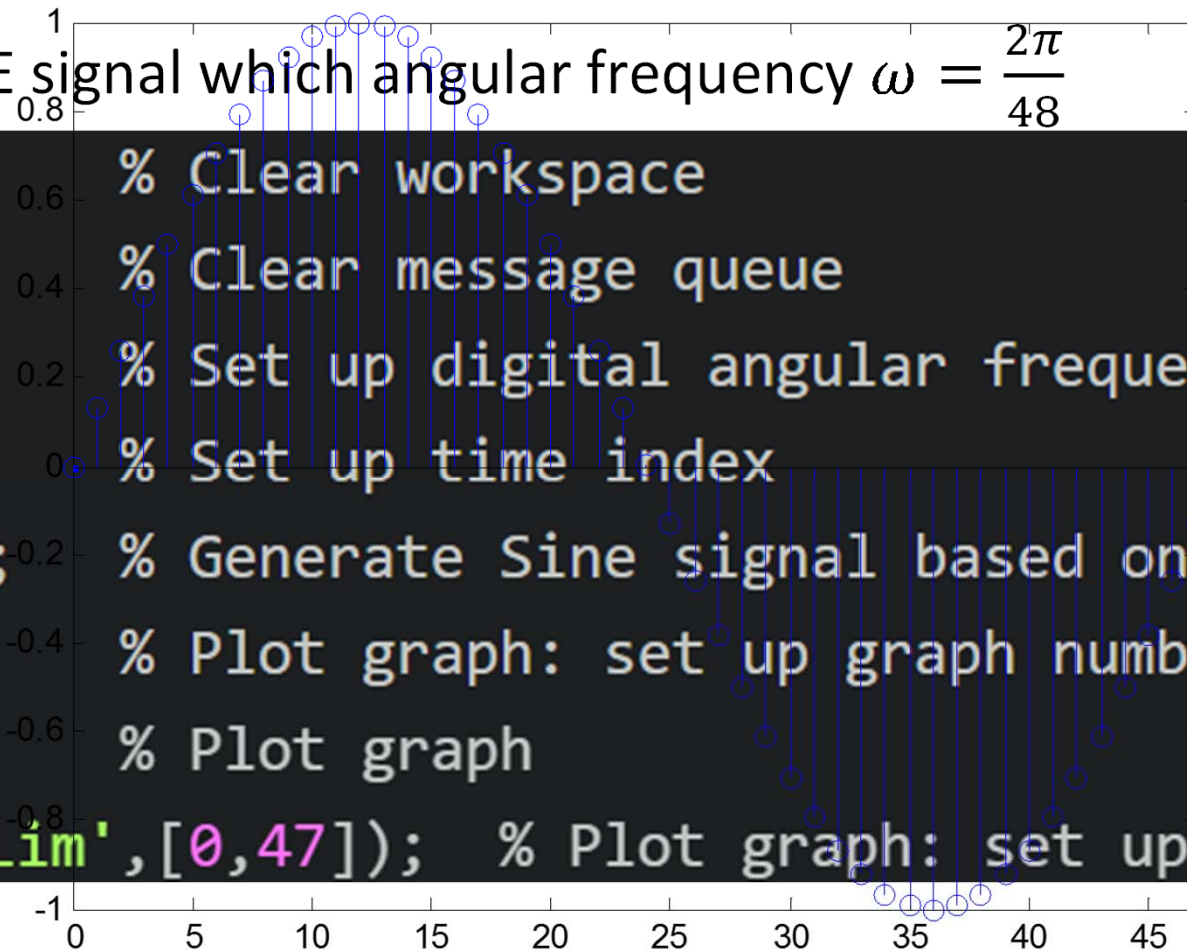 1
E signal which angular frequency ω = 2π/48
0.8
% Clear workspace
0.6
% Clear message queue
0.4
% Set up digital angular freque
0.2
% Set up time index
0
; % Generate Sine signal based on
-0.2
% Plot graph: set up graph numb
-0.4
% Plot graph
-0.6
-0.8
Lim',[0,47]); % Plot graph: set up
-1
0 5 10 15 20 25 30 35 40 45